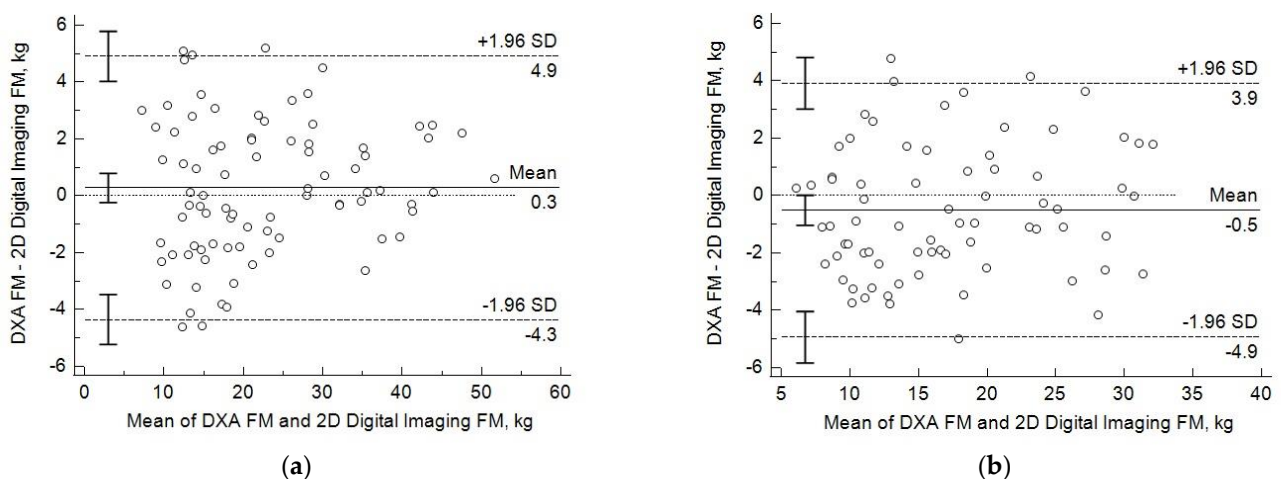 6
4
2
0
-2
-4
-6
DXA FM - 2D Digital Imaging FM, kg
+1.96 SD
4.9
Mean
0.3
-1.96 SD
-4.3
0 10 20 30 40 50 60
Mean of DXA FM and 2D Digital Imaging FM, kg
(a)
6
4
2
0
-2
-4
-6
DXA FM - 2D Digital Imaging FM, kg
+1.96 SD
3.9
Mean
-0.5
-1.96 SD
-4.9
5 10 15 20 25 30 35 40
Mean of DXA FM and 2D Digital Imaging FM, kg
(b)